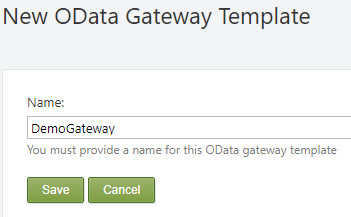 New OData Gateway Template
Name:
DemoGateway
You must provide a name for this OData gateway template
Save Cancel